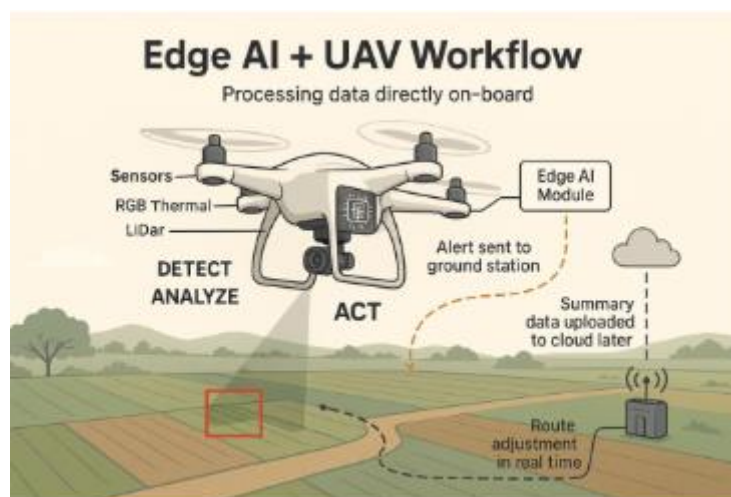 Edge AI + UAV Workflow
Processing data directly on-board
Sensors
RGB Thermal
LiDar
DETECT
ANALYZE
ACT
Edge AI
Module
Alert sent to
ground station
Summary
data uploaded
to cloud later
Route
adjustment
in real time